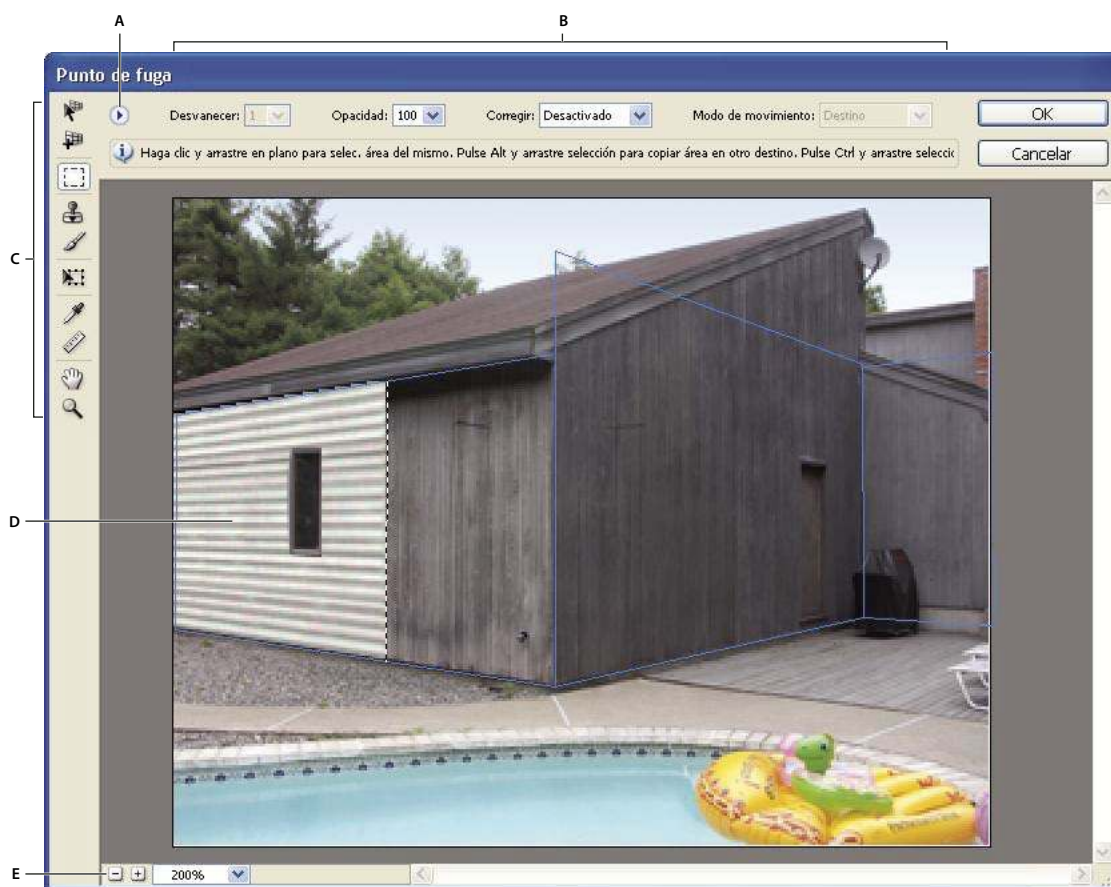 A
B
Punto de fuga
Desvanecer: 1 Opacidad: 100 Corregir: Desactivado Modo de movimiento: Destino OK
Haga clic y arrastre en plano para selec. área del mismo. Pulse Alt y arrastre selección para copiar área en otro destino. Pulse Ctrl y arrastre selecció Cancelar
C
D
E
200%